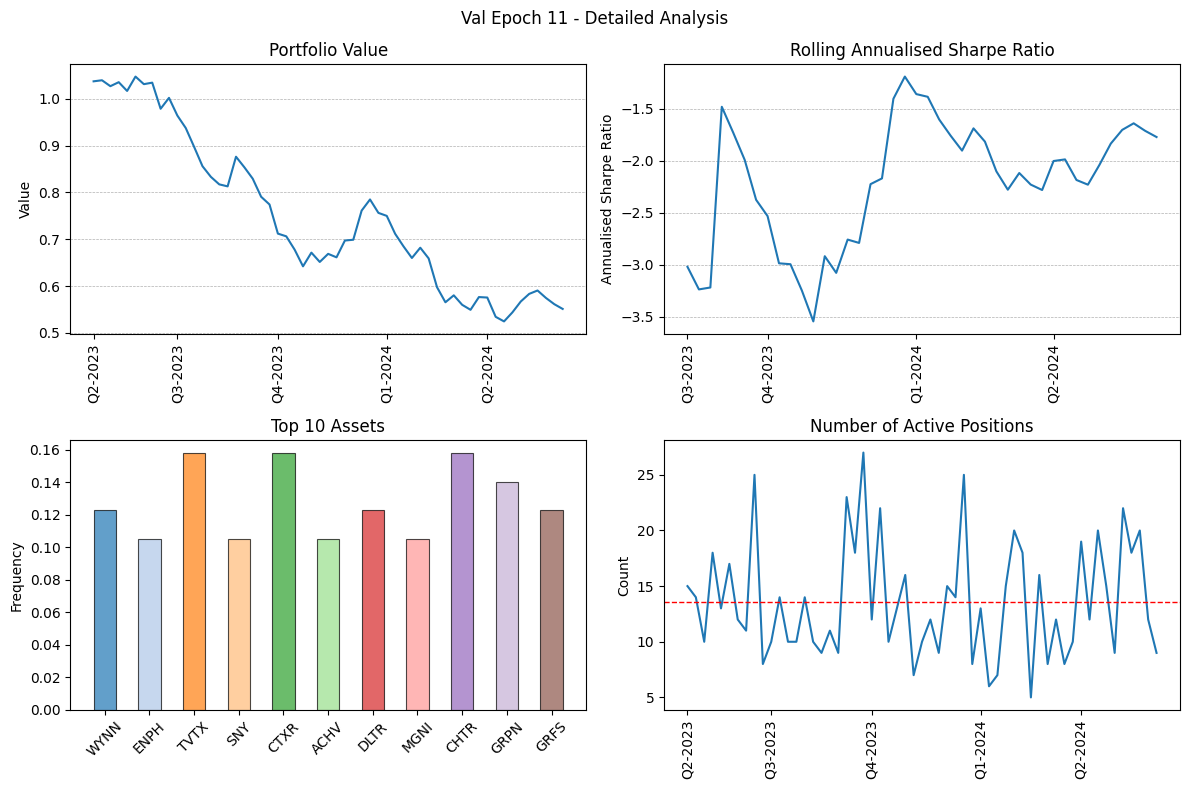 Val Epoch 11 - Detailed Analysis
Portfolio Value
Value
1.0
0.9
0.8
0.7
0.6
0.5
Q2-2023
Q3-2023
Q4-2023
Q1-2024
Q2-2024
Rolling Annualised Sharpe Ratio
Annualised Sharpe Ratio
−1.5
−2.0
−2.5
−3.0
−3.5
Q3-2023
Q4-2023
Q1-2024
Q2-2024
Top 10 Assets
Frequency
0.16
0.14
0.12
0.10
0.08
0.06
0.04
0.02
0.00
WYNN
ENPH
TVTX
SNY
CTXR
ACHV
DLTR
MGNI
CHTR
GRPN
GRFS
Number of Active Positions
Count
25
20
15
10
5
Q2-2023
Q3-2023
Q4-2023
Q1-2024
Q2-2024